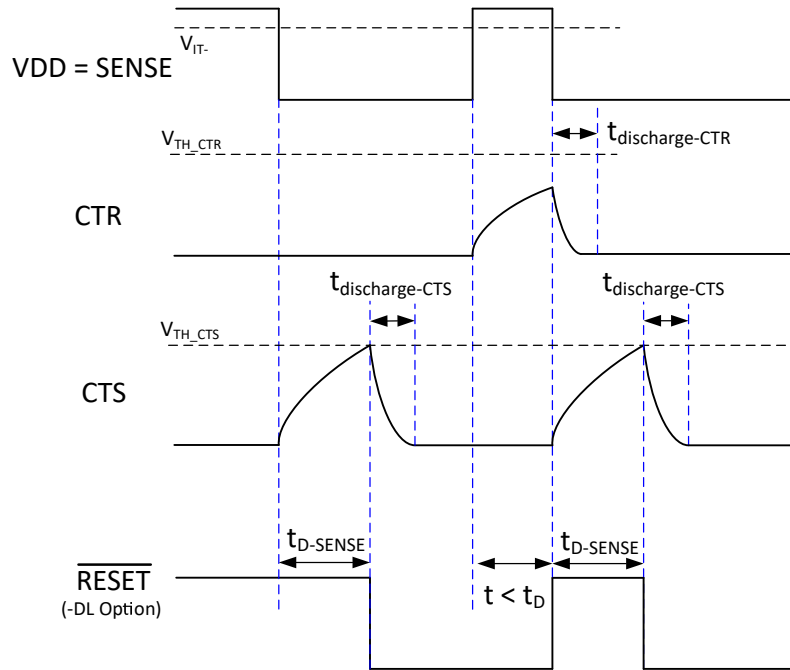 V_IT-
VDD = SENSE
t_discharge-CTR
V_TH_CTR
CTR
t_discharge-CTS
t_discharge-CTS
V_TH_CTS
CTS
t_D-SENSE
t_D-SENSE
RESET
(-DL Option)
t < t_D